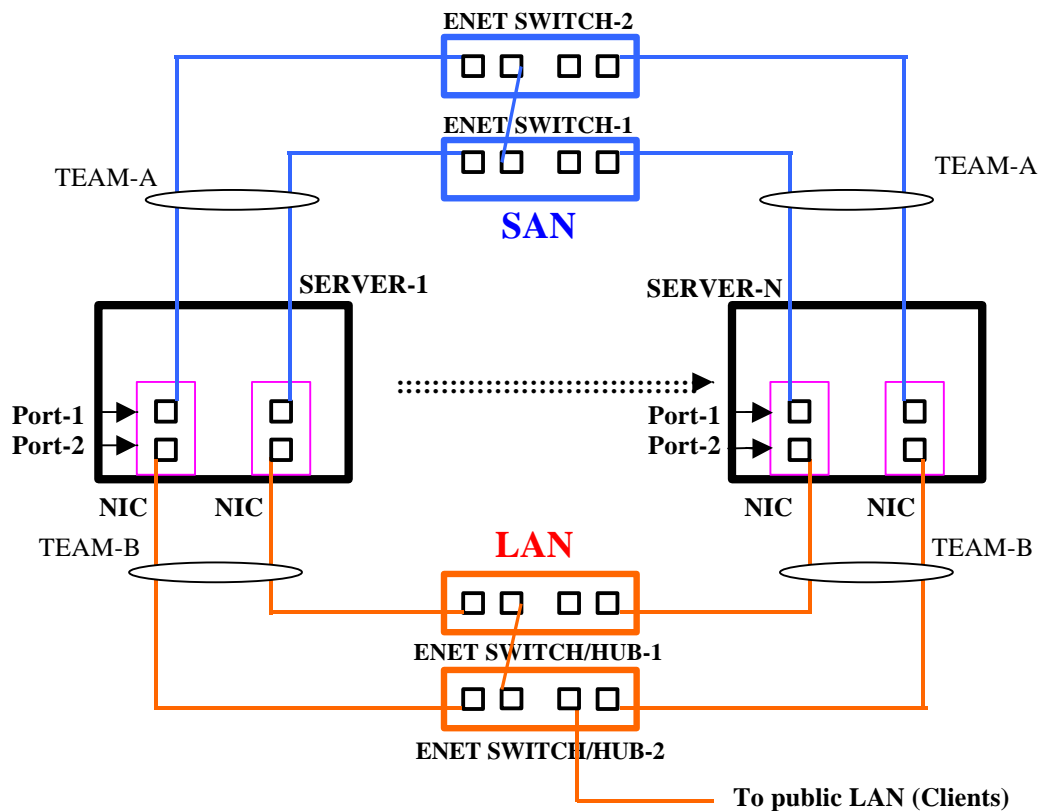 ENET SWITCH-2
ENET SWITCH-1
TEAM-A
TEAM-A
SAN
SERVER-1
SERVER-N
Port-1
Port-2
Port-1
Port-2
NIC
NIC
NIC
NIC
TEAM-B
LAN
TEAM-B
ENET SWITCH/HUB-1
ENET SWITCH/HUB-2
To public LAN (Clients)